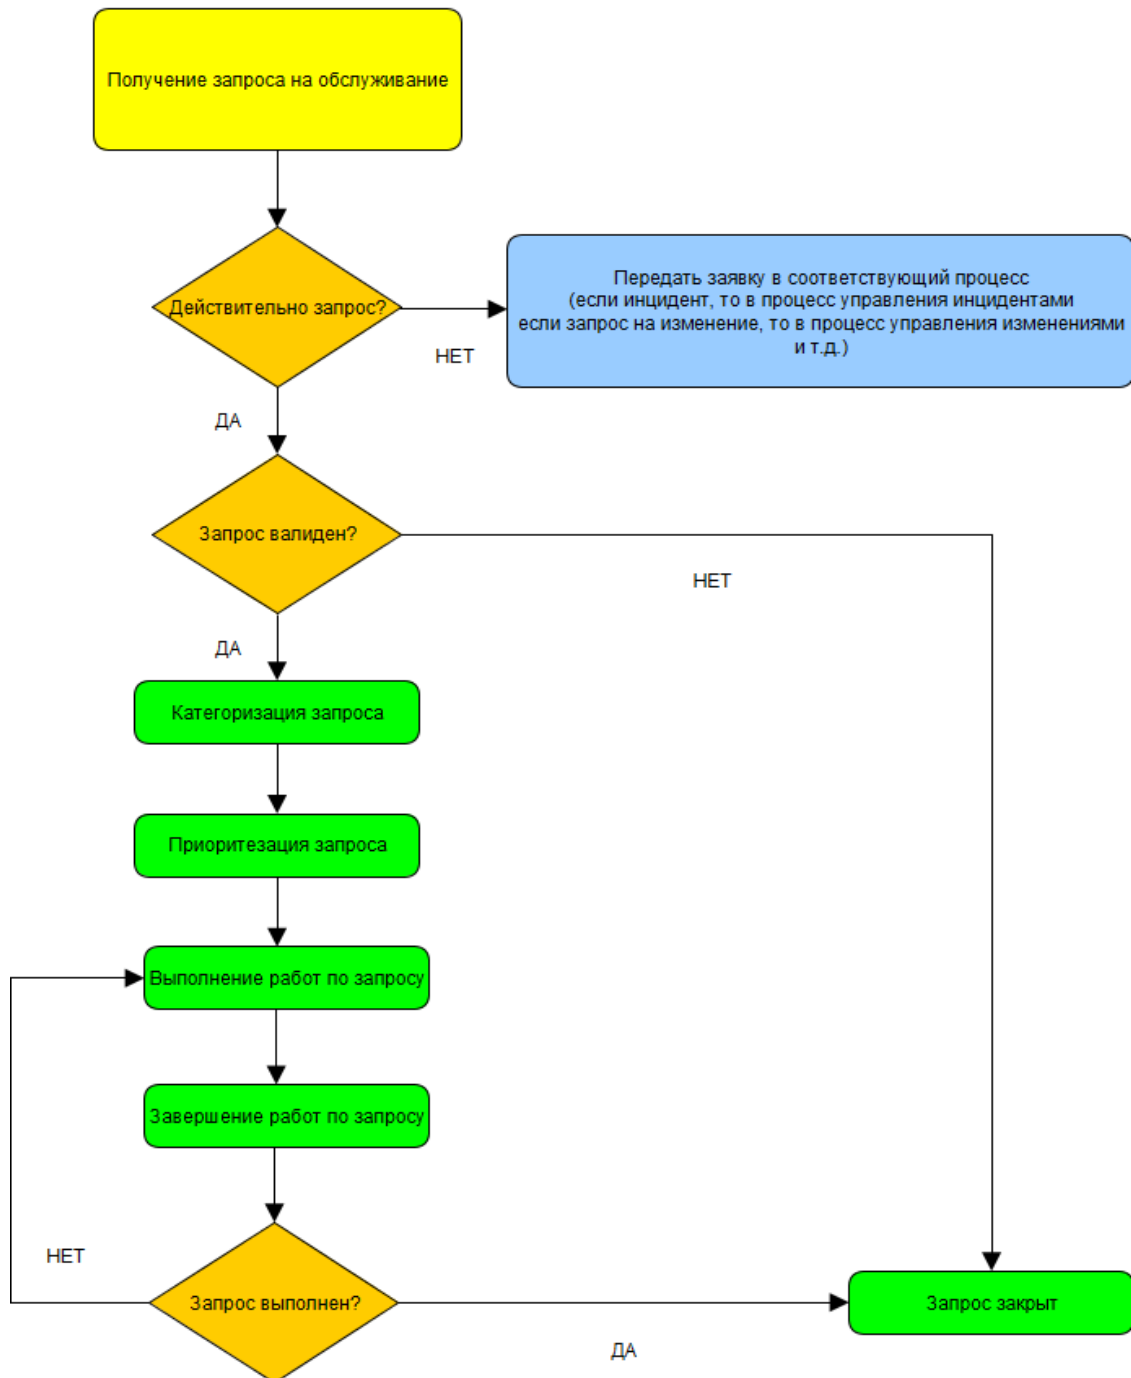 Получение запроса на обслуживание
Действительно запрос?
НЕТ
Передать заявку в соответствующий процесс
(если инцидент, то в процесс управления инцидентами
если запрос на изменение, то в процесс управления изменениями
и т.д.)
ДА
Запрос валиден?
НЕТ
ДА
Категоризация запроса
Приоритезация запроса
Выполнение работ по запросу
Завершение работ по запросу
НЕТ
Запрос выполнен?
Запрос закрыт
ДА